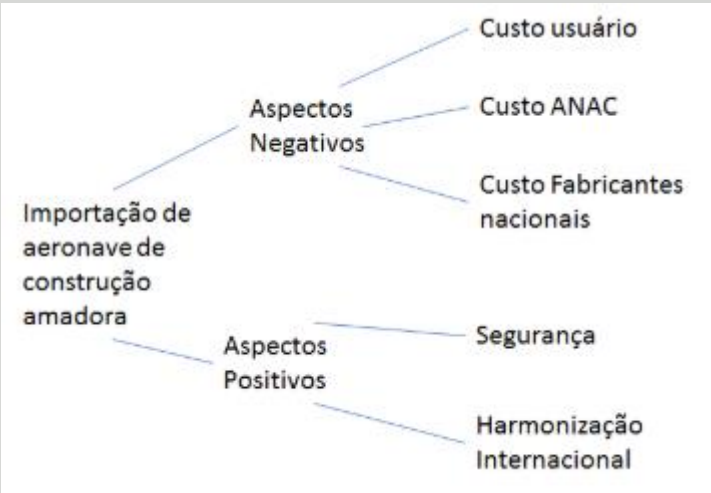 Custo usuário
Aspectos
Negativos
Custo ANAC
Custo Fabricantes
nacionais
Importação de
aeronave de
construção
amadora
Aspectos
Positivos
Segurança
Harmonização
Internacional